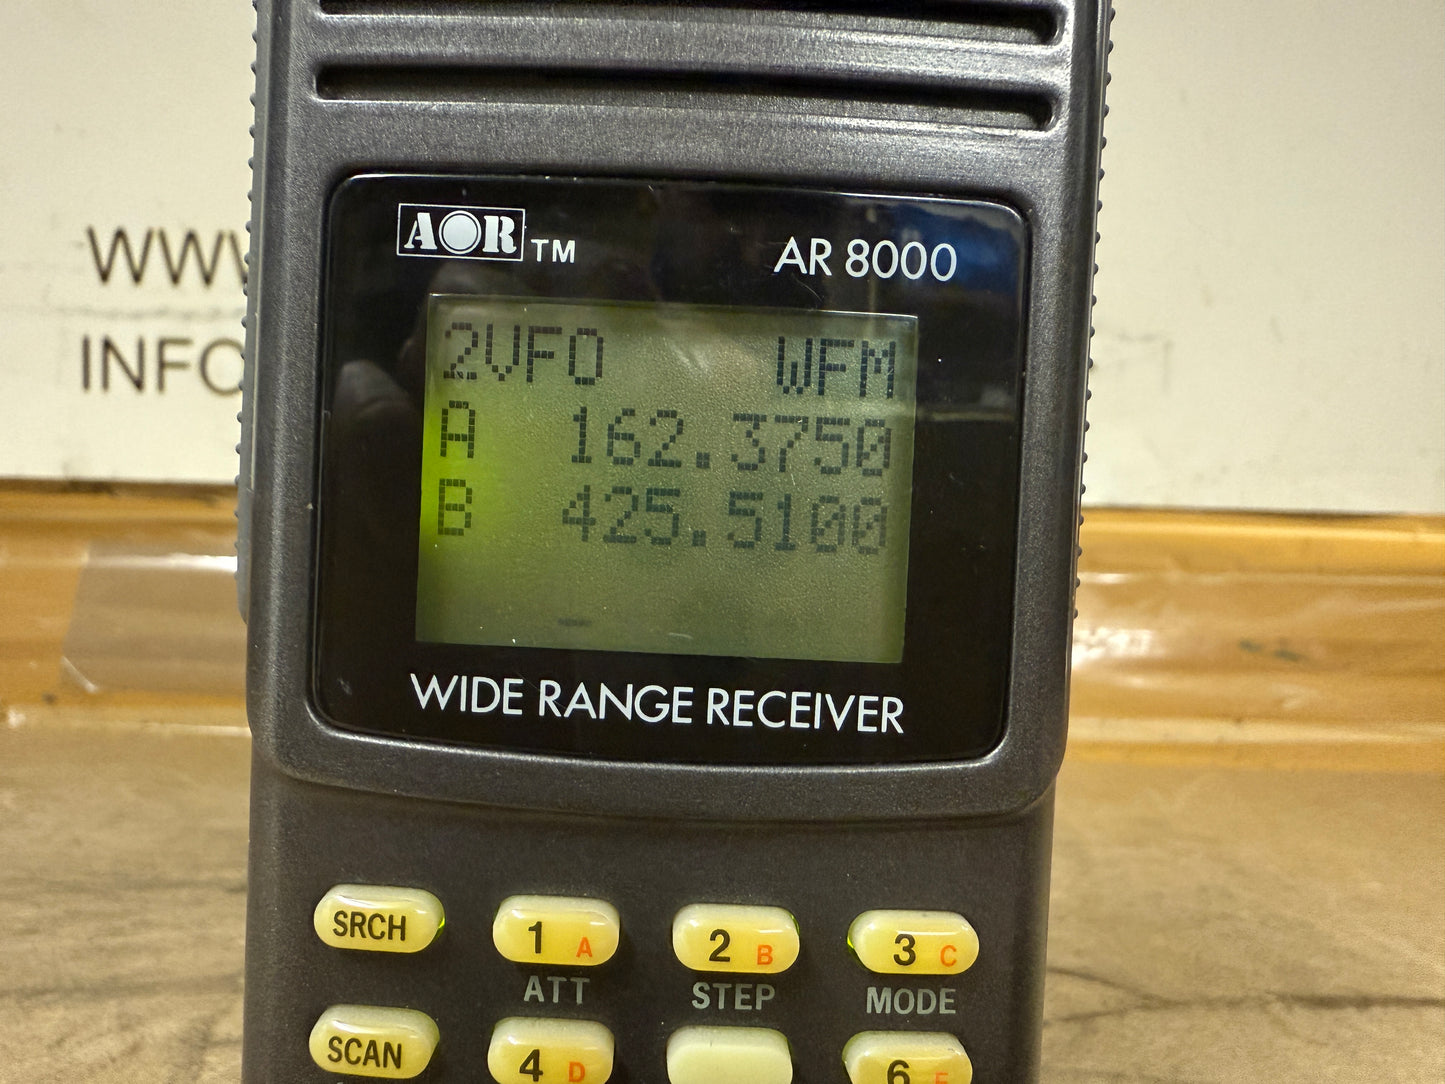 WWW
INFO
AOR TM AR 8000
2VFO WFM
A 162.3750
B 425.5100
WIDE RANGE RECEIVER
SRCH 1 A 2 B 3 C
ATT STEP MODE
SCAN 4 D 6